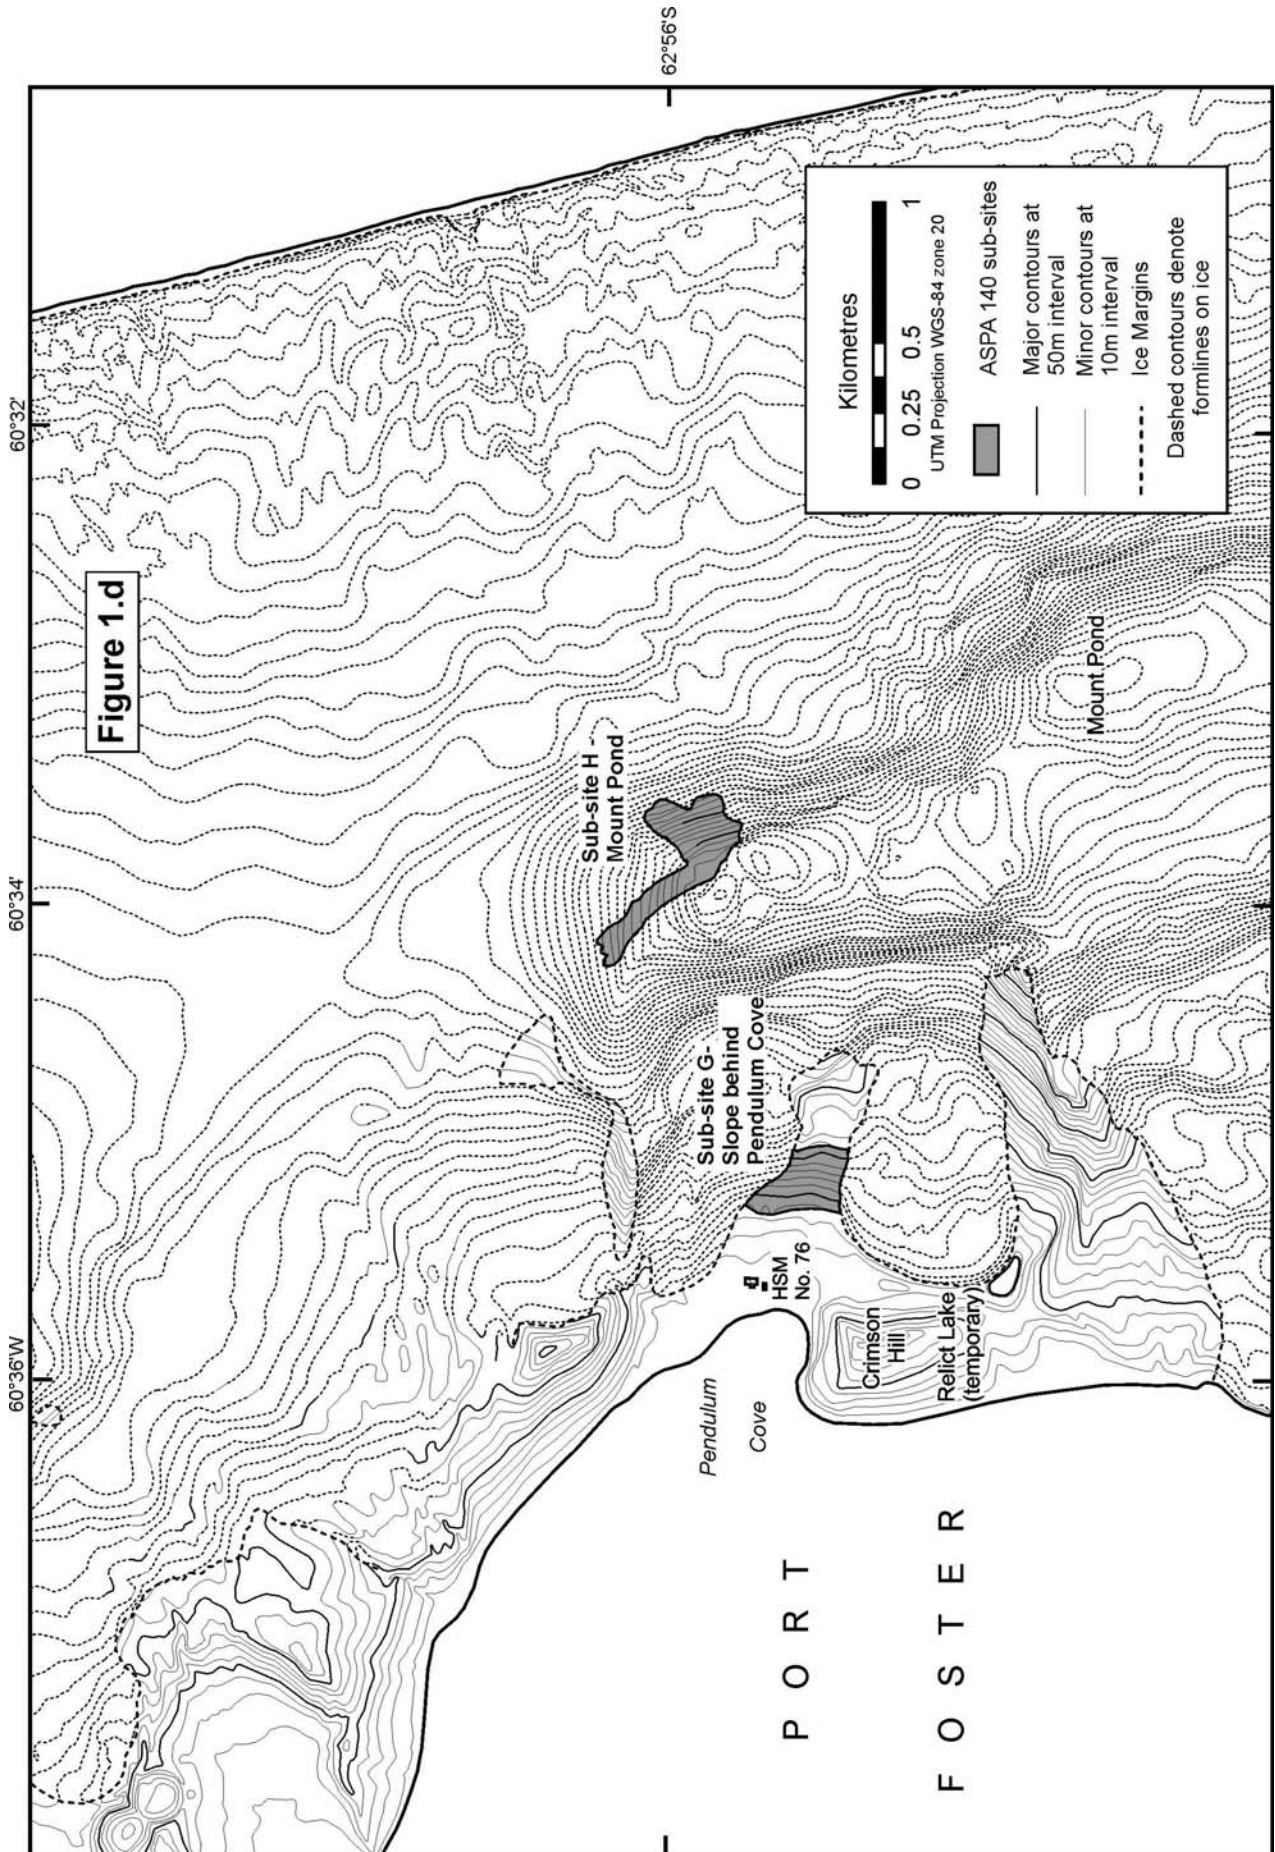 Figure 1.d
60°36'W
60°34'
60°32'
62°56'S
Sub-site H -
Mount Pond
Sub-site G-
Slope behind
Pendulum Cove
Mount Pond
HSM
No. 76
Pendulum
Cove
Crimson
Hill
Relict Lake
(temporary)
PORT
FOSTER
Kilometres
0 0.25 0.5 1
UTM Projection WGS-84 zone 20
ASPA 140 sub-sites
Major contours at
50m interval
Minor contours at
10m interval
Ice Margins
Dashed contours denote
formlines on ice